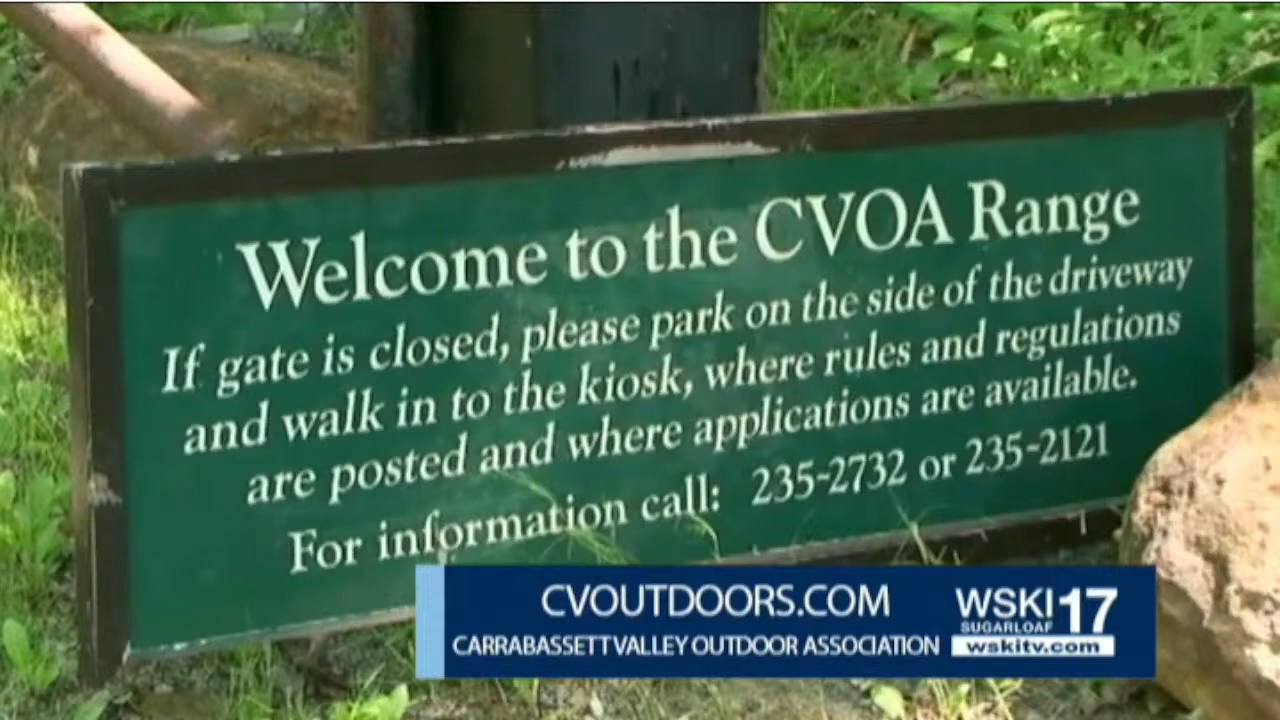 Welcome to the CVOA Range
If gate is closed, please park on the side of the driveway
and walk in to the kiosk, where rules and regulations
are posted and where applications are available.
For information call: 235-2732 or 235-2121
CVOUTDOORS.COM
CARRABASSETT VALLEY OUTDOOR ASSOCIATION
WSKI 17
SUGARLOAF
wskitv.com